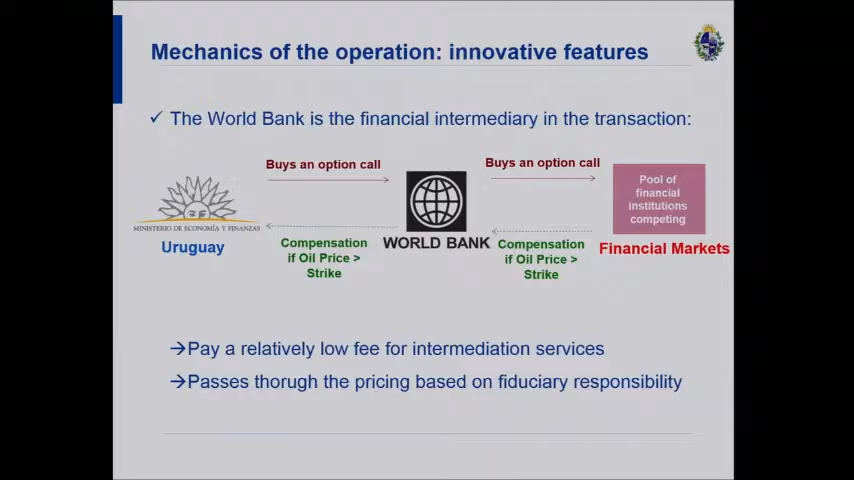 Mechanics of the operation: innovative features
✓ The World Bank is the financial intermediary in the transaction:
Buys an option call
Buys an option call
Pool of
financial
institutions
competing
MINISTERIO DE ECONOMÍA Y FINANZAS
Uruguay
Compensation
if Oil Price >
Strike
WORLD BANK
Compensation
if Oil Price >
Strike
Financial Markets
→Pay a relatively low fee for intermediation services
→Passes thorugh the pricing based on fiduciary responsibility